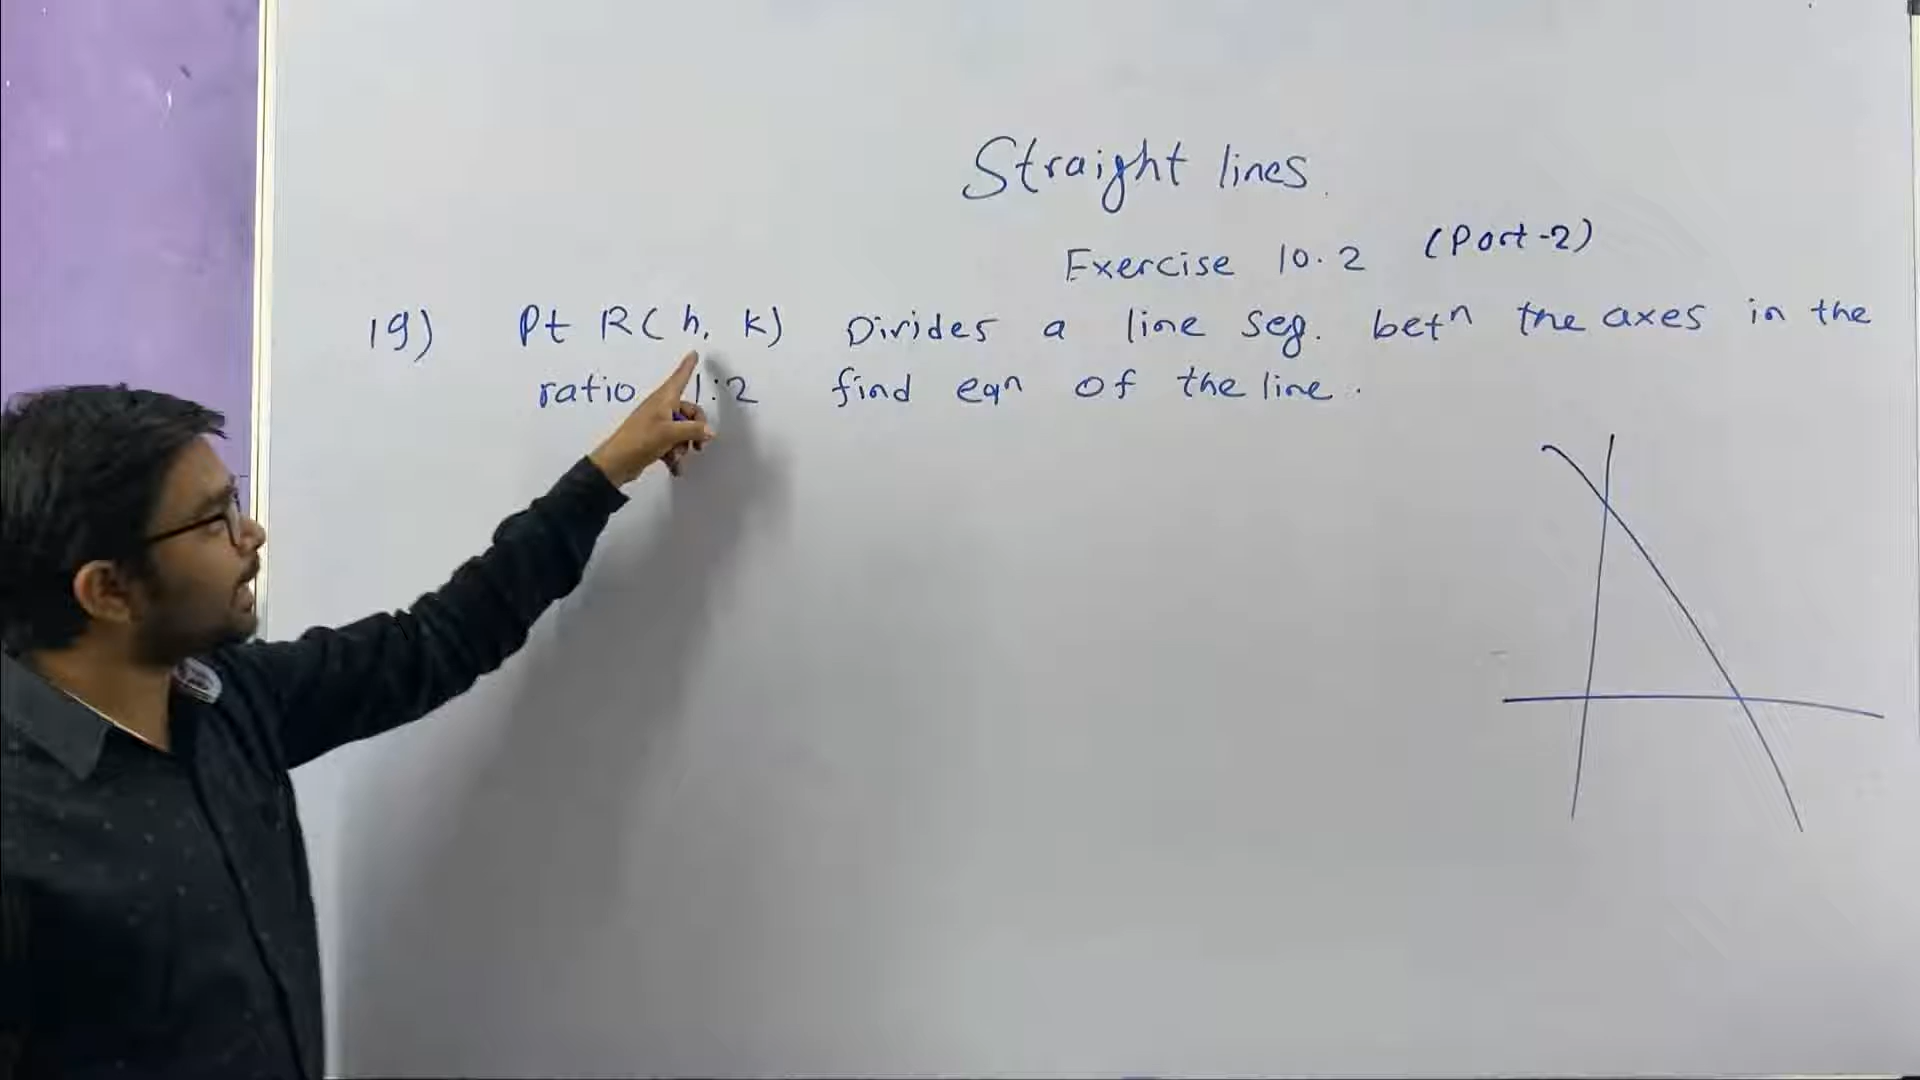 Straight lines.
Exercise 10.2 (Part-2)
19) Pt R(h, k) Divides a line seg. betn the axes in the
ratio 1:2 find eqn of the line.